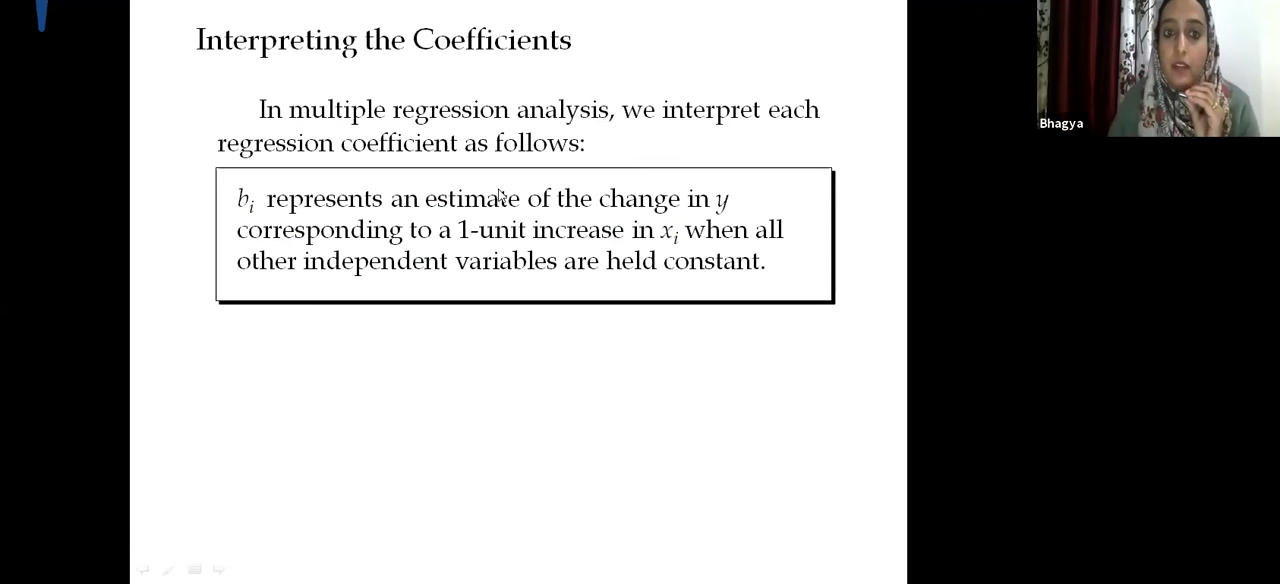 Interpreting the Coefficients
In multiple regression analysis, we interpret each
regression coefficient as follows:
bᵢ represents an estimate of the change in y
corresponding to a 1-unit increase in xᵢ when all
other independent variables are held constant.
Bhagya